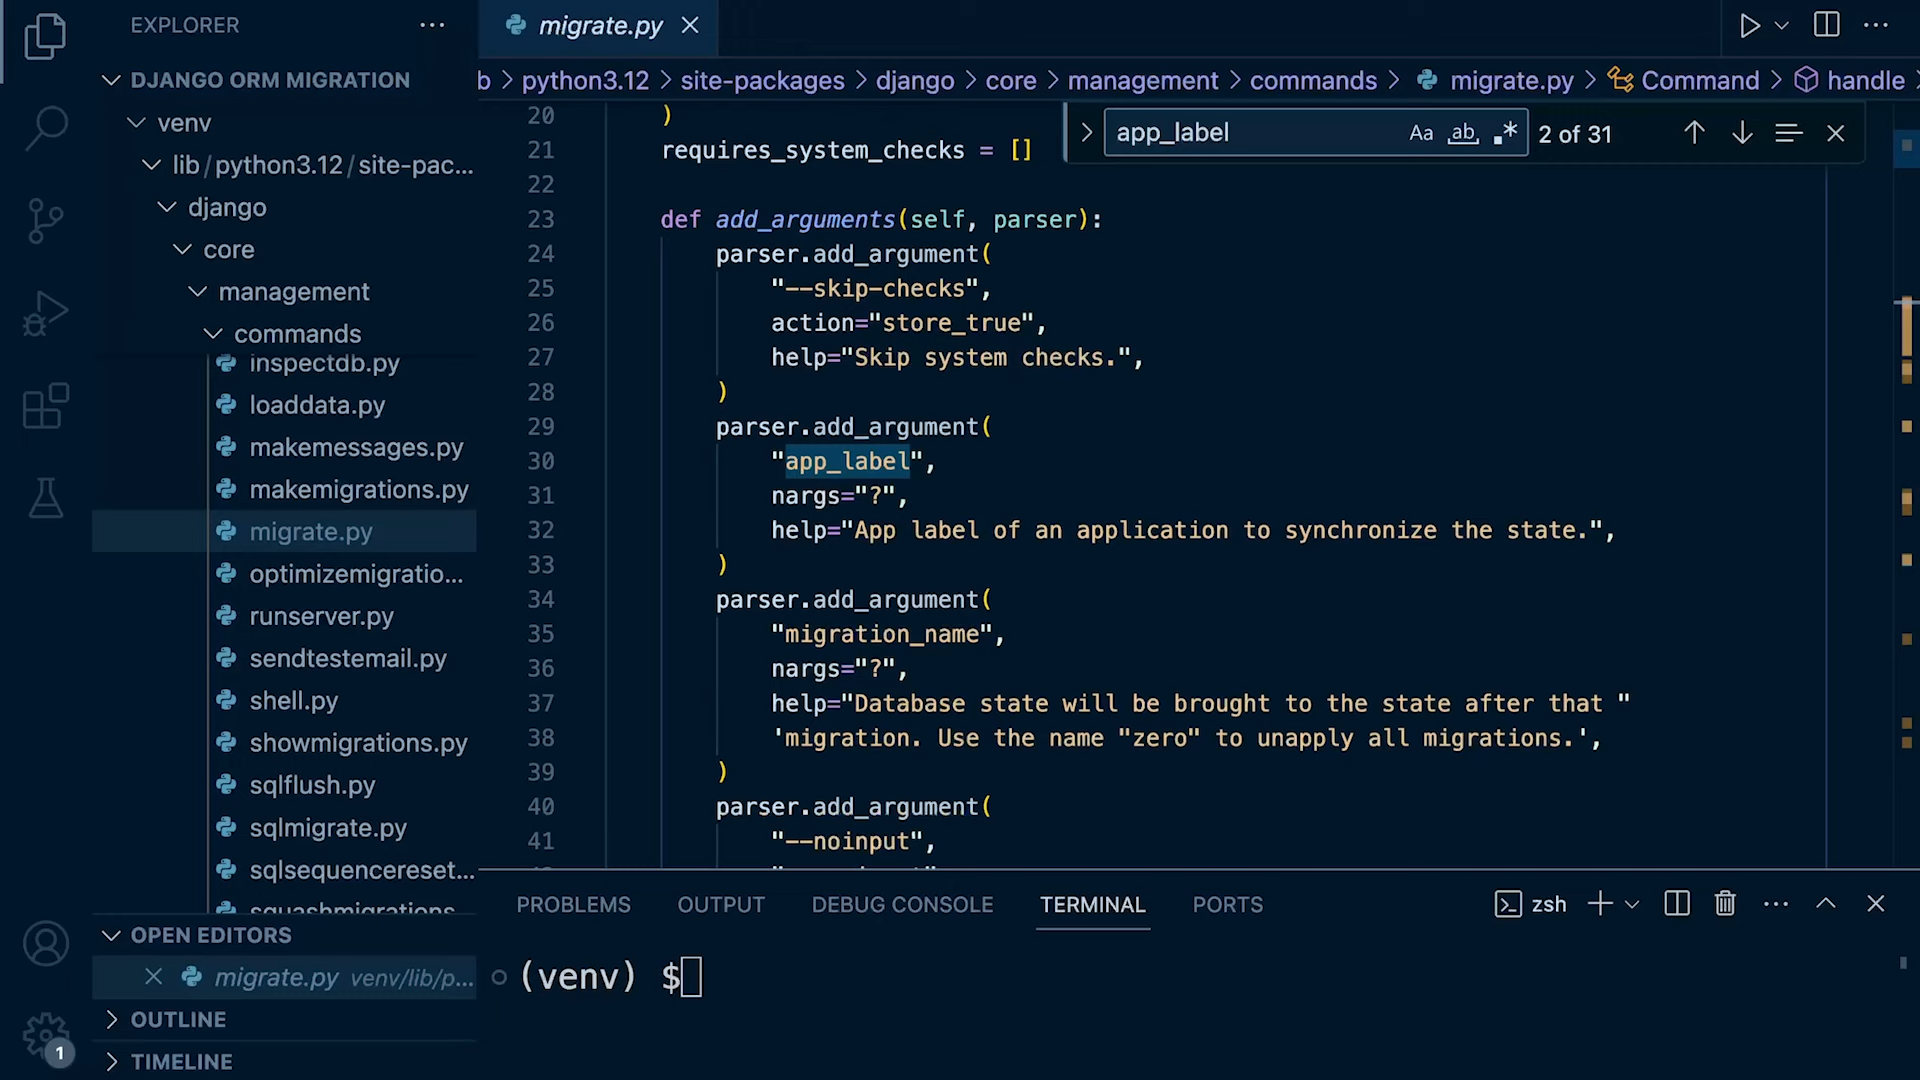 EXPLORER
DJANGO ORM MIGRATION
venv
lib/python3.12/site-pac...
django
core
management
commands
inspectdb.py
loaddata.py
makemessages.py
makemigrations.py
migrate.py
optimizemigratio...
runserver.py
sendtestemail.py
shell.py
showmigrations.py
sqlflush.py
sqlmigrate.py
sqlsequencereset...
squashmigrations
OPEN EDITORS
migrate.py venv/lib/p...
OUTLINE
TIMELINE
1
migrate.py
b > python3.12 > site-packages > django > core > management > commands > migrate.py > Command > handle
app_label Aa ab .* 2 of 31
20 )
21 requires_system_checks = []
22
23 def add_arguments(self, parser):
24 parser.add_argument(
25 "--skip-checks",
26 action="store_true",
27 help="Skip system checks.",
28 )
29 parser.add_argument(
30 "app_label",
31 nargs="?",
32 help="App label of an application to synchronize the state.",
33 )
34 parser.add_argument(
35 "migration_name",
36 nargs="?",
37 help="Database state will be brought to the state after that "
38 'migration. Use the name "zero" to unapply all migrations.',
39 )
40 parser.add_argument(
41 "--noinput",
PROBLEMS OUTPUT DEBUG CONSOLE TERMINAL PORTS zsh
(venv) $